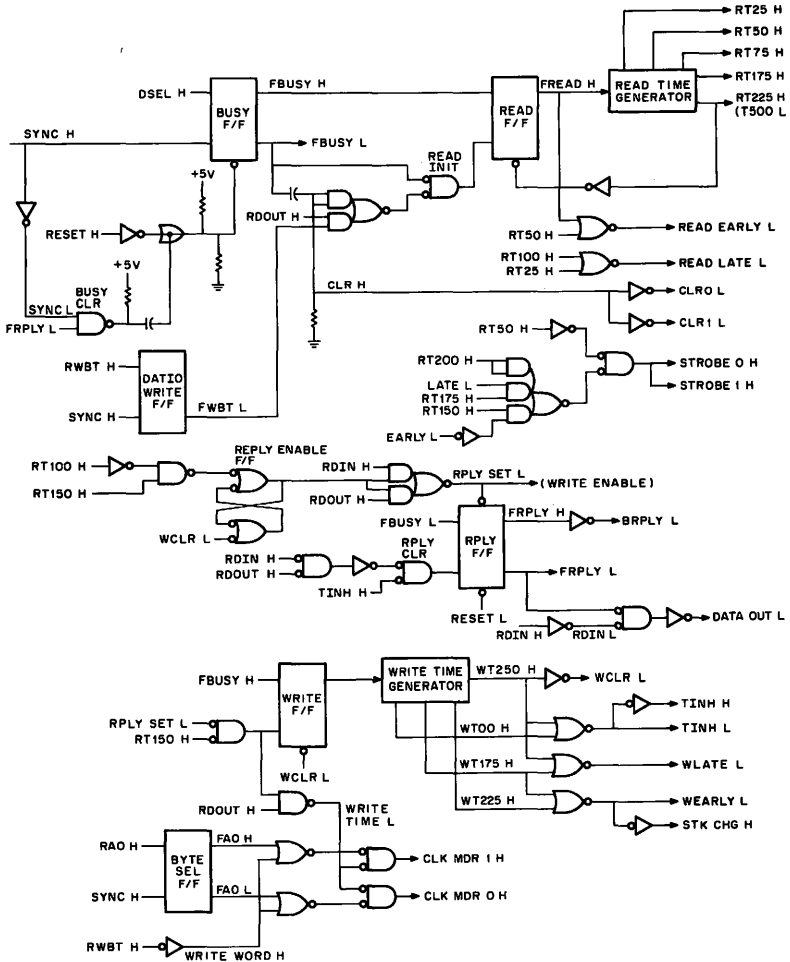 RT25 H
RT50 H
RT75 H
RT175 H
RT225 H
(T500 L
READ TIME
GENERATOR
DSEL H
BUSY
F/F
FBUSY H
READ
F/F
FREAD H
SYNC H
FBUSY L
READ
INIT
+5V
RDOUT H
RESET H
RT50 H
READ EARLY L
RT100 H
RT25 H
READ LATE L
+5V
BUSY
CLR
SYNC L
FRPLY L
CLR H
CLR0 L
CLR1 L
RT50 H
RWBT H
DATIO
WRITE
F/F
FWBT L
SYNC H
RT200 H
LATE L
RT175 H
RT150 H
EARLY L
STROBE 0 H
STROBE 1 H
REPLY ENABLE
F/F
RT100 H
RT150 H
RDIN H
RDOUT H
RPLY SET L
(WRITE ENABLE)
WCLR L
FBUSY L
RPLY
F/F
FRPLY H
BRPLY L
RDIN H
RDOUT H
RPLY
CLR
TINH H
FRPLY L
RESET L
RDIN H
RDIN L
DATA OUT L
FBUSY H
WRITE
F/F
WRITE TIME
GENERATOR
WT250 H
WCLR L
RPLY SET L
RT150 H
WT00 H
TINH H
TINH L
WCLR L
WT175 H
WLATE L
RDOUT H
WRITE
TIME L
WT225 H
WEARLY L
STK CHG H
RA0 H
BYTE
SEL
F/F
FA0 H
CLK MDR 1 H
SYNC H
FA0 L
CLK MDR 0 H
RWBT H
WRITE WORD H